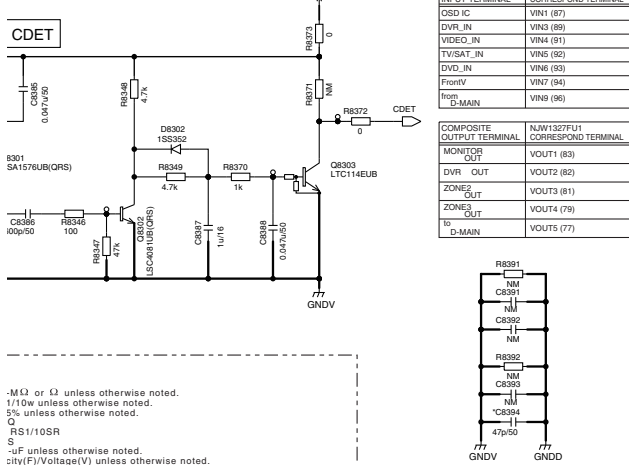 CDET
INPUT TERMINAL
CORRESPOND TERMINAL
OSD IC
VIN1 (87)
DVR_IN
VIN3 (89)
VIDEO_IN
VIN4 (91)
TV/SAT_IN
VIN5 (92)
DVD_IN
VIN6 (93)
FrontV
VIN7 (94)
from
D-MAIN
VIN9 (96)
COMPOSITE
OUTPUT TERMINAL
NJW1327FU1
CORRESPOND TERMINAL
MONITOR
OUT
VOUT1 (83)
DVR OUT
VOUT2 (82)
ZONE2
OUT
VOUT3 (81)
ZONE3
OUT
VOUT4 (79)
to
D-MAIN
VOUT5 (77)
C8385
0.047u/50
R8348
4.7k
R8373
0
R8371
NM
R8372
0
CDET
D8302
1SS352
R8349
4.7k
R8370
1k
Q8303
LTC114EUB
8301
SA1576UB(QRS)
C8386
500p/50
R8346
100
R8347
47k
Q8302
LSC4081UB(QRS)
C8387
1u/16
C8388
0.047u/50
GNDV
R8391
NM
C8391
NM
C8392
NM
R8392
NM
C8393
NM
*C8394
47p/50
GNDV
GNDD
-MΩ or Ω unless otherwise noted.
1/10w unless otherwise noted.
5% unless otherwise noted.
Q
RS1/10SR
S
-uF unless otherwise noted.
city(F)/Voltage(V) unless otherwise noted.